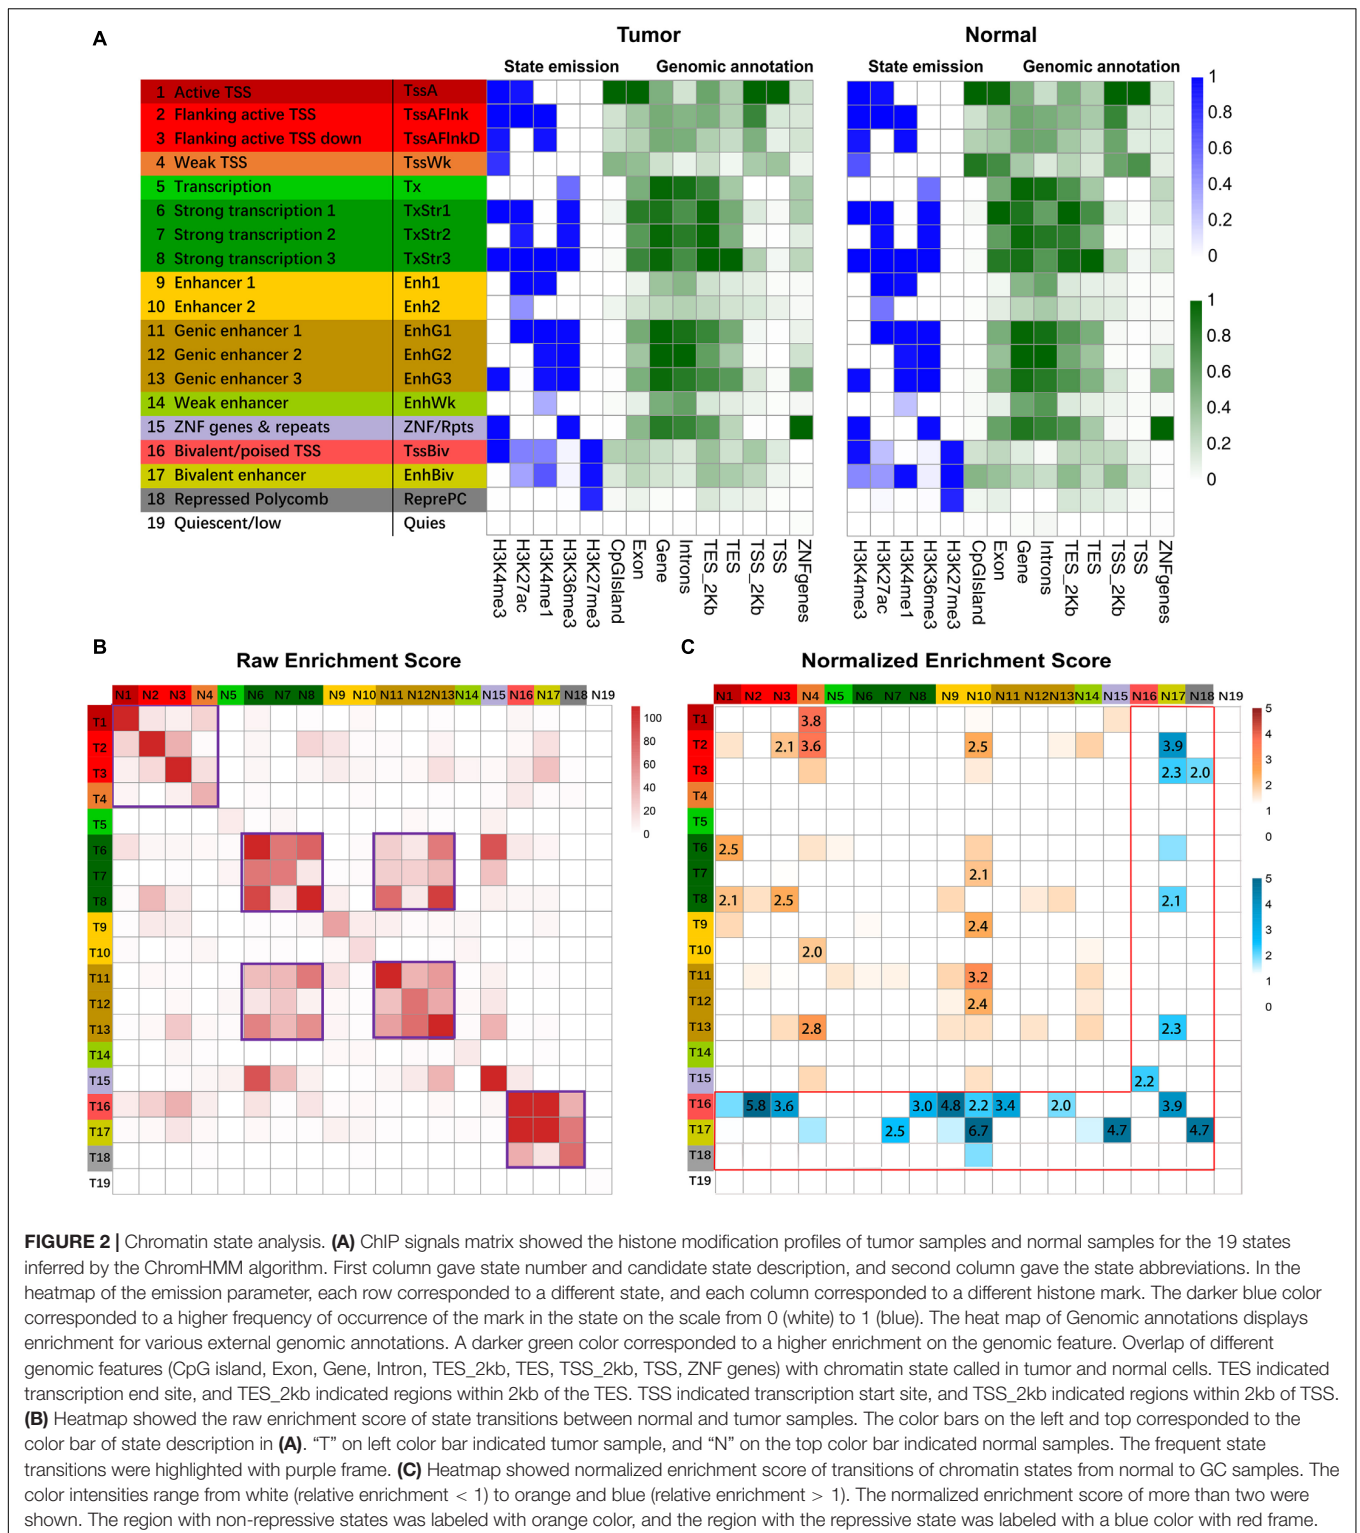 A
Tumor
Normal
State emission
Genomic annotation
State emission
Genomic annotation
1 Active TSS TssA
2 Flanking active TSS TssAFlnk
3 Flanking active TSS down TssAFlnkD
4 Weak TSS TssWk
5 Transcription Tx
6 Strong transcription 1 TxStr1
7 Strong transcription 2 TxStr2
8 Strong transcription 3 TxStr3
9 Enhancer 1 Enh1
10 Enhancer 2 Enh2
11 Genic enhancer 1 EnhG1
12 Genic enhancer 2 EnhG2
13 Genic enhancer 3 EnhG3
14 Weak enhancer EnhWk
15 ZNF genes & repeats ZNF/Rpts
16 Bivalent/poised TSS TssBiv
17 Bivalent enhancer EnhBiv
18 Repressed Polycomb ReprePC
19 Quiescent/low Quies
1
0.8
0.6
0.4
0.2
0
1
0.8
0.6
0.4
0.2
0
H3K4me3 H3K27ac H3K4me1 H3K36me3 H3K27me3 CpGIsland Exon Gene Introns TES_2Kb TES TSS_2Kb TSS ZNFgenes
H3K4me3 H3K27ac H3K4me1 H3K36me3 H3K27me3 CpGIsland Exon Gene Introns TES_2Kb TES TSS_2Kb TSS ZNFgenes
B
Raw Enrichment Score
N1 N2 N3 N4 N5 N6 N7 N8 N9 N10 N11 N12 N13 N14 N15 N16 N17 N18 N19
T1
T2
T3
T4
T5
T6
T7
T8
T9
T10
T11
T12
T13
T14
T15
T16
T17
T18
T19
100
80
60
40
20
0
C
Normalized Enrichment Score
N1 N2 N3 N4 N5 N6 N7 N8 N9 N10 N11 N12 N13 N14 N15 N16 N17 N18 N19
T1 3.8
T2 2.1 3.6 2.5 3.9
T3 2.3 2.0
T4
T5
T6 2.5
T7 2.1
T8 2.1 2.5 2.1
T9 2.4
T10 2.0
T11 3.2
T12 2.4
T13 2.8 2.3
T14
T15 2.2
T16 5.8 3.6 3.0 4.8 2.2 3.4 2.0 3.9
T17 2.5 6.7 4.7 4.7
T18
T19
5
4
3
2
1
0
5
4
3
2
1
0
FIGURE 2 | Chromatin state analysis. (A) ChIP signals matrix showed the histone modification profiles of tumor samples and normal samples for the 19 states
inferred by the ChromHMM algorithm. First column gave state number and candidate state description, and second column gave the state abbreviations. In the
heatmap of the emission parameter, each row corresponded to a different state, and each column corresponded to a different histone mark. The darker blue color
corresponded to a higher frequency of occurrence of the mark in the state on the scale from 0 (white) to 1 (blue). The heat map of Genomic annotations displays
enrichment for various external genomic annotations. A darker green color corresponded to a higher enrichment on the genomic feature. Overlap of different
genomic features (CpG island, Exon, Gene, Intron, TES_2kb, TES, TSS_2kb, TSS, ZNF genes) with chromatin state called in tumor and normal cells. TES indicated
transcription end site, and TES_2kb indicated regions within 2kb of the TES. TSS indicated transcription start site, and TSS_2kb indicated regions within 2kb of TSS.
(B) Heatmap showed the raw enrichment score of state transitions between normal and tumor samples. The color bars on the left and top corresponded to the
color bar of state description in (A). “T” on left color bar indicated tumor sample, and “N” on the top color bar indicated normal samples. The frequent state
transitions were highlighted with purple frame. (C) Heatmap showed normalized enrichment score of transitions of chromatin states from normal to GC samples. The
color intensities range from white (relative enrichment < 1) to orange and blue (relative enrichment > 1). The normalized enrichment score of more than two were
shown. The region with non-repressive states was labeled with orange color, and the region with the repressive state was labeled with a blue color with red frame.